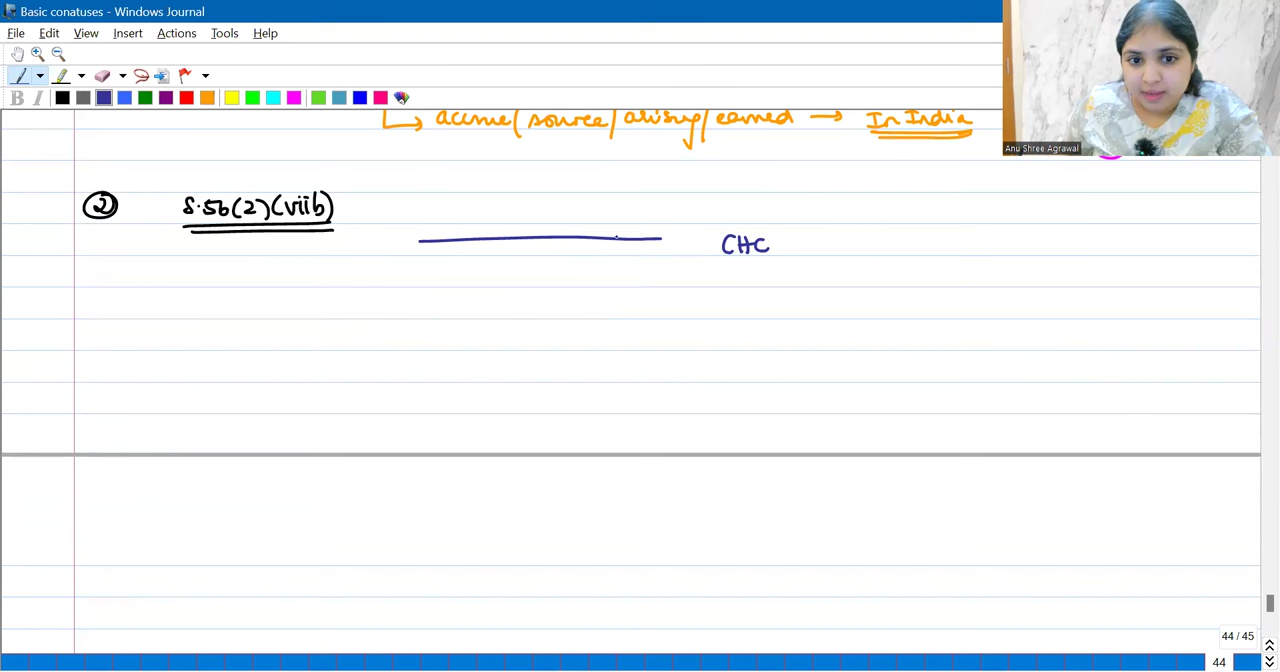 Basic conatuses - Windows Journal
File Edit View Insert Actions Tools Help
B I
Anu Shree Agrawal
accrue/source/arising/earned → In India
② S.56(2)(viib)
CHC
44 / 45
44